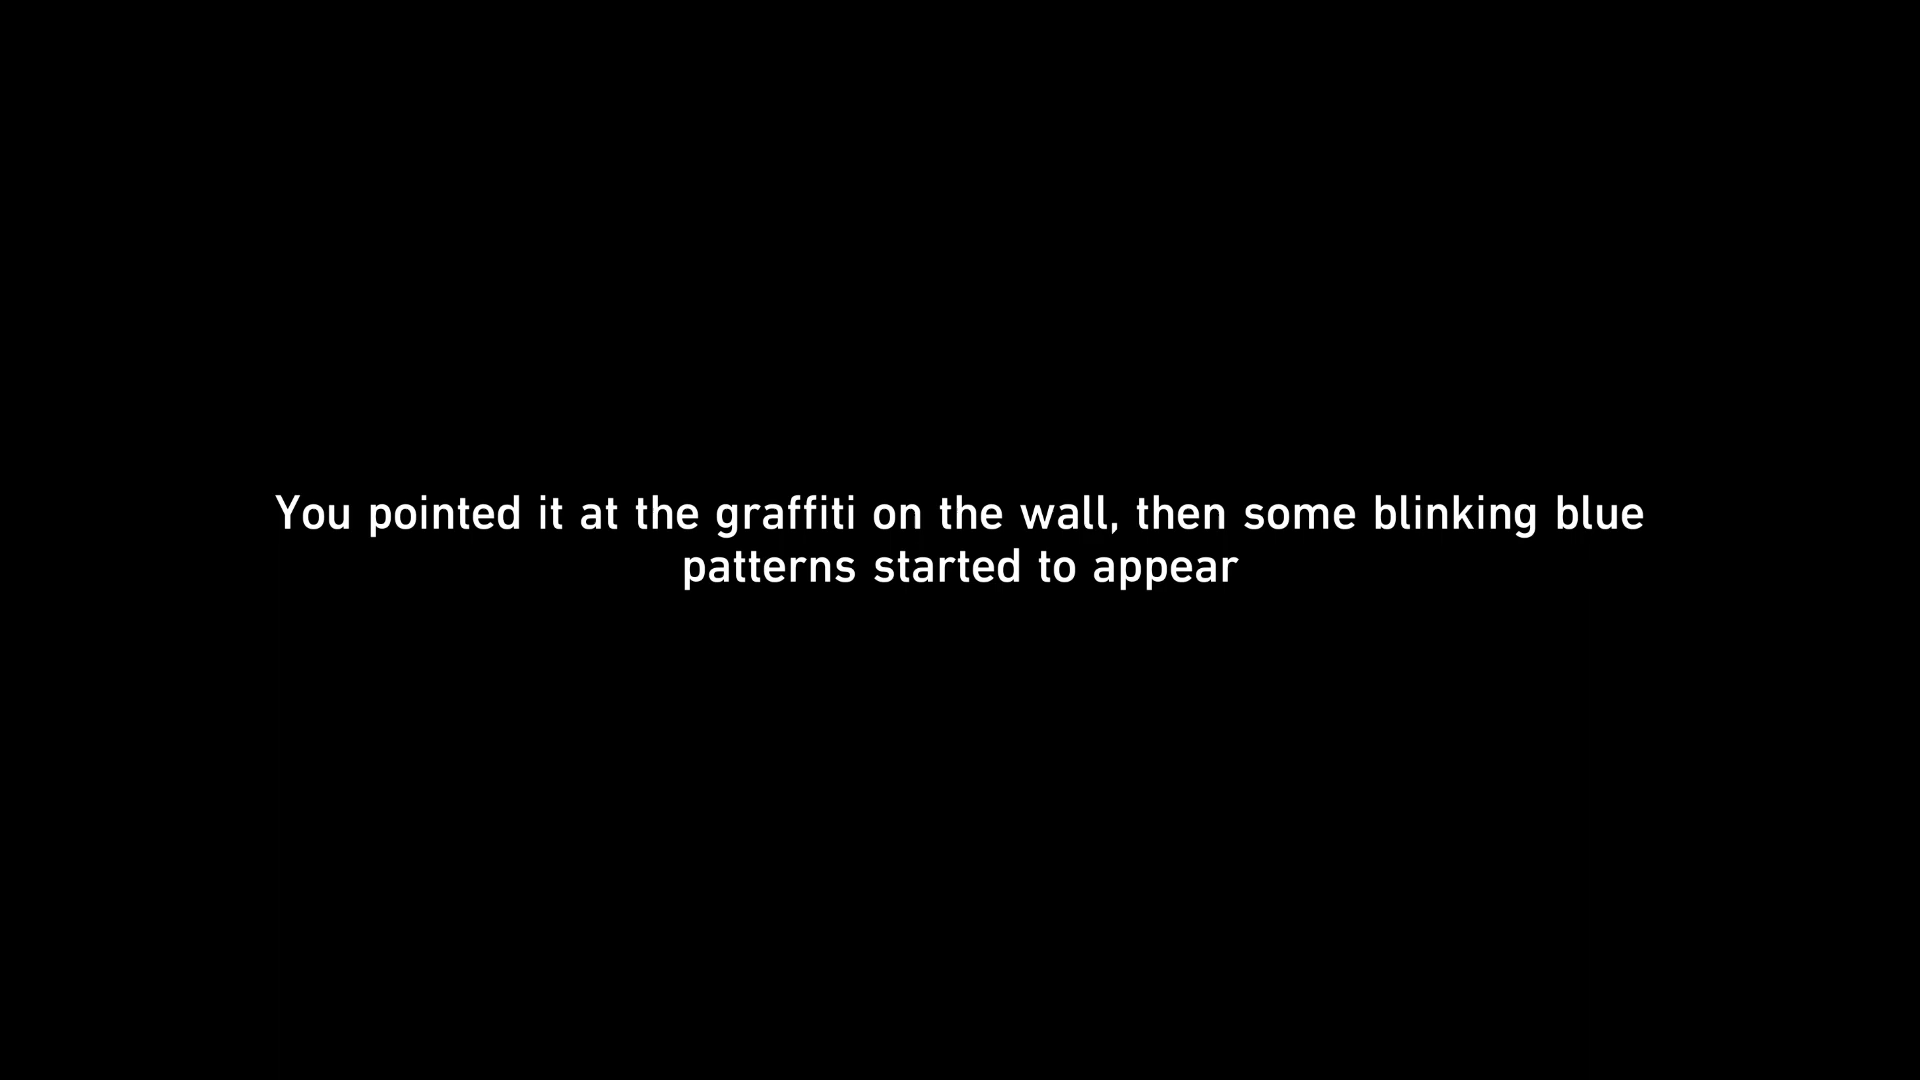 You pointed it at the graffiti on the wall, then some blinking blue
patterns started to appear